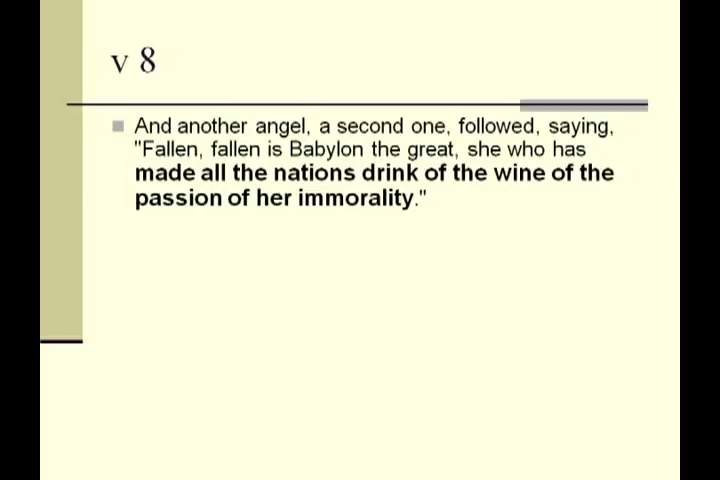 v 8
And another angel, a second one, followed, saying,
"Fallen, fallen is Babylon the great, she who has
made all the nations drink of the wine of the
passion of her immorality."